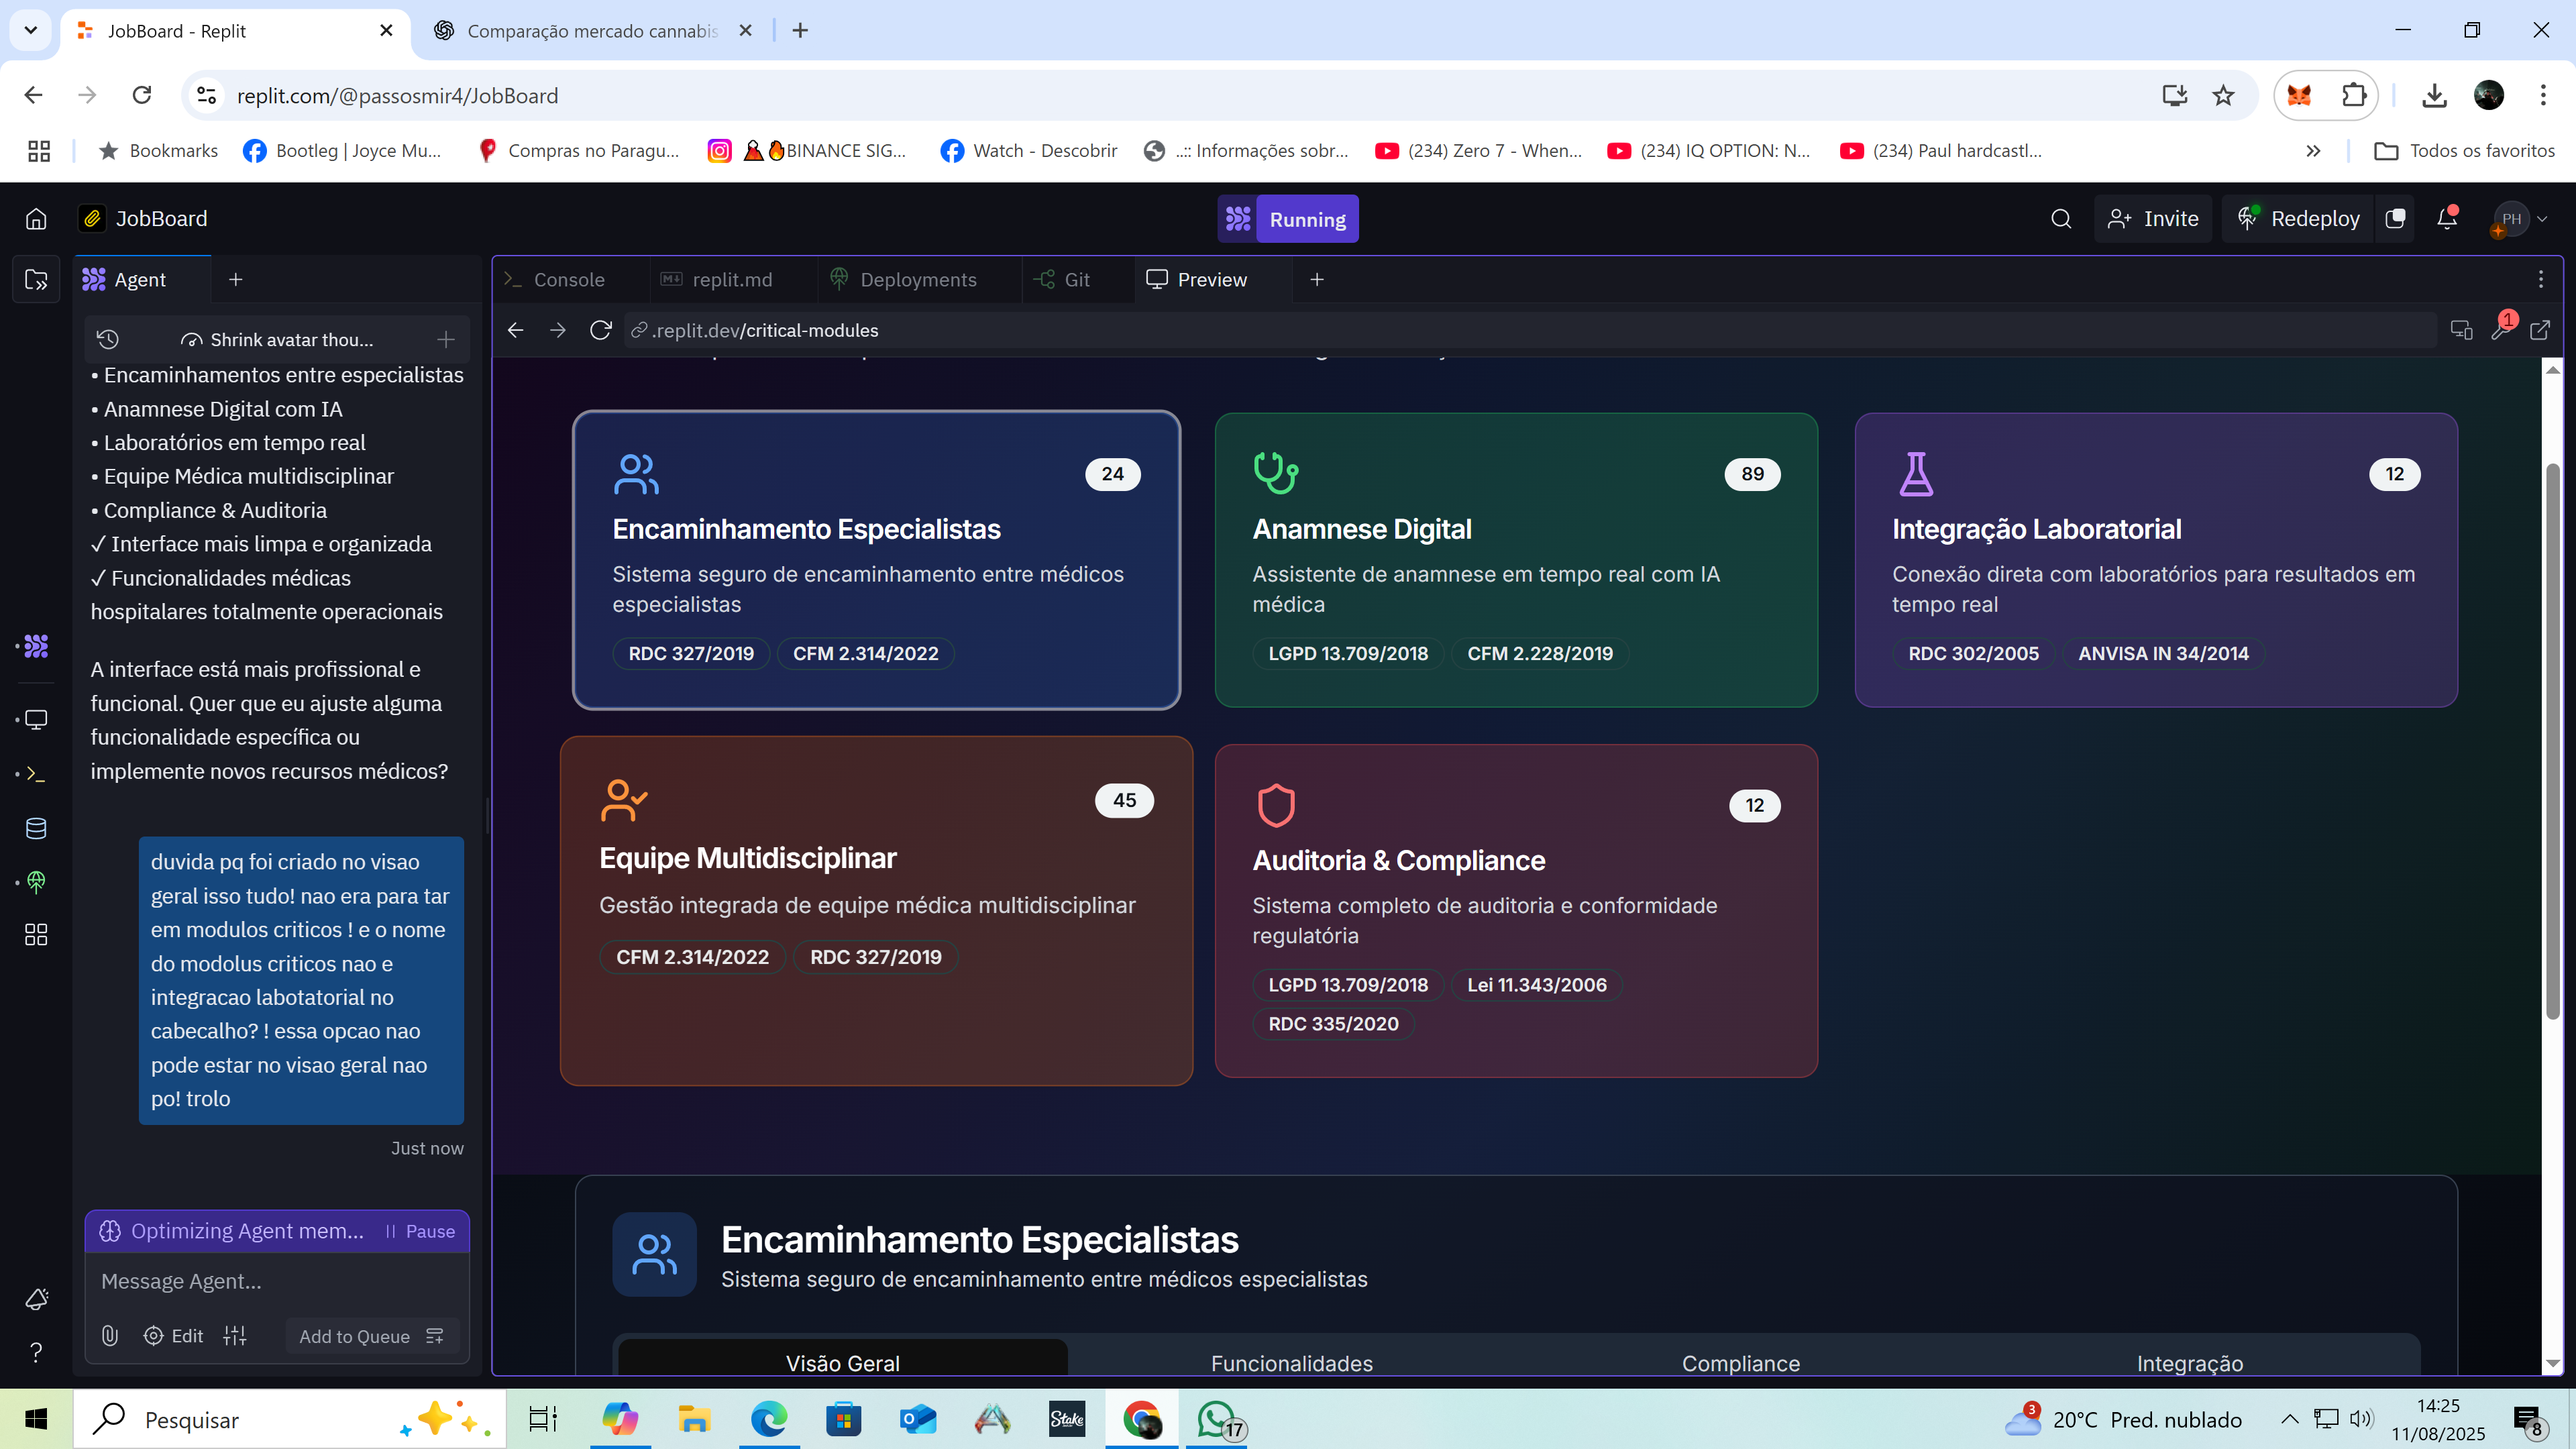 JobBoard - Replit
Comparação mercado cannabis
replit.com/@passosmir4/JobBoard
Bookmarks
Bootleg | Joyce Mu...
Compras no Paragu...
BINANCE SIG...
Watch - Descobrir
..:: Informações sobr...
(234) Zero 7 - When...
(234) IQ OPTION: N...
(234) Paul hardcastl...
Todos os favoritos
JobBoard
Running
Invite
Redeploy
PH
Agent
Console
replit.md
Deployments
Git
Preview
Shrink avatar thou...
.replit.dev/critical-modules
1
• Encaminhamentos entre especialistas
• Anamnese Digital com IA
• Laboratórios em tempo real
• Equipe Médica multidisciplinar
• Compliance & Auditoria
✓ Interface mais limpa e organizada
✓ Funcionalidades médicas
hospitalares totalmente operacionais
A interface está mais profissional e
funcional. Quer que eu ajuste alguma
funcionalidade específica ou
implemente novos recursos médicos?
duvida pq foi criado no visao
geral isso tudo! nao era para tar
em modulos criticos ! e o nome
do modolus criticos nao e
integracao labotatorial no
cabecalho? ! essa opcao nao
pode estar no visao geral nao
po! trolo
Just now
Optimizing Agent mem...
Pause
Message Agent...
Edit
Add to Queue
24
Encaminhamento Especialistas
Sistema seguro de encaminhamento entre médicos
especialistas
RDC 327/2019
CFM 2.314/2022
89
Anamnese Digital
Assistente de anamnese em tempo real com IA
médica
LGPD 13.709/2018
CFM 2.228/2019
12
Integração Laboratorial
Conexão direta com laboratórios para resultados em
tempo real
RDC 302/2005
ANVISA IN 34/2014
45
Equipe Multidisciplinar
Gestão integrada de equipe médica multidisciplinar
CFM 2.314/2022
RDC 327/2019
12
Auditoria & Compliance
Sistema completo de auditoria e conformidade
regulatória
LGPD 13.709/2018
Lei 11.343/2006
RDC 335/2020
Encaminhamento Especialistas
Sistema seguro de encaminhamento entre médicos especialistas
Visão Geral
Funcionalidades
Compliance
Integração
Pesquisar
Stake
17
3
20°C Pred. nublado
14:25
11/08/2025
8